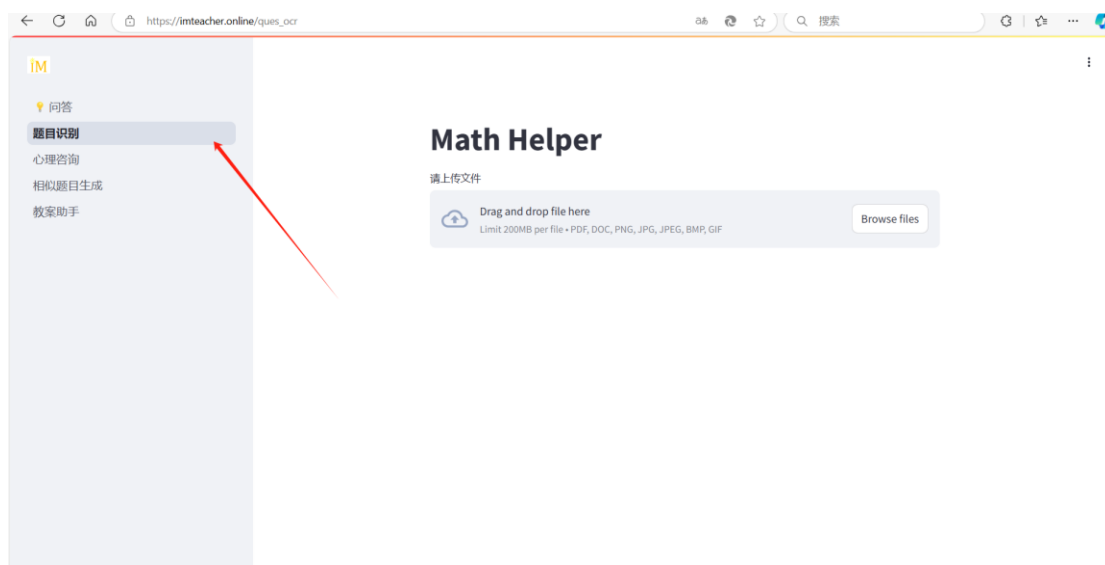 https://imteacher.online/ques_ocr
搜索
iM
问答
题目识别
心理咨询
相似题目生成
教案助手
Math Helper
请上传文件
Drag and drop file here
Limit 200MB per file • PDF, DOC, PNG, JPG, JPEG, BMP, GIF
Browse files